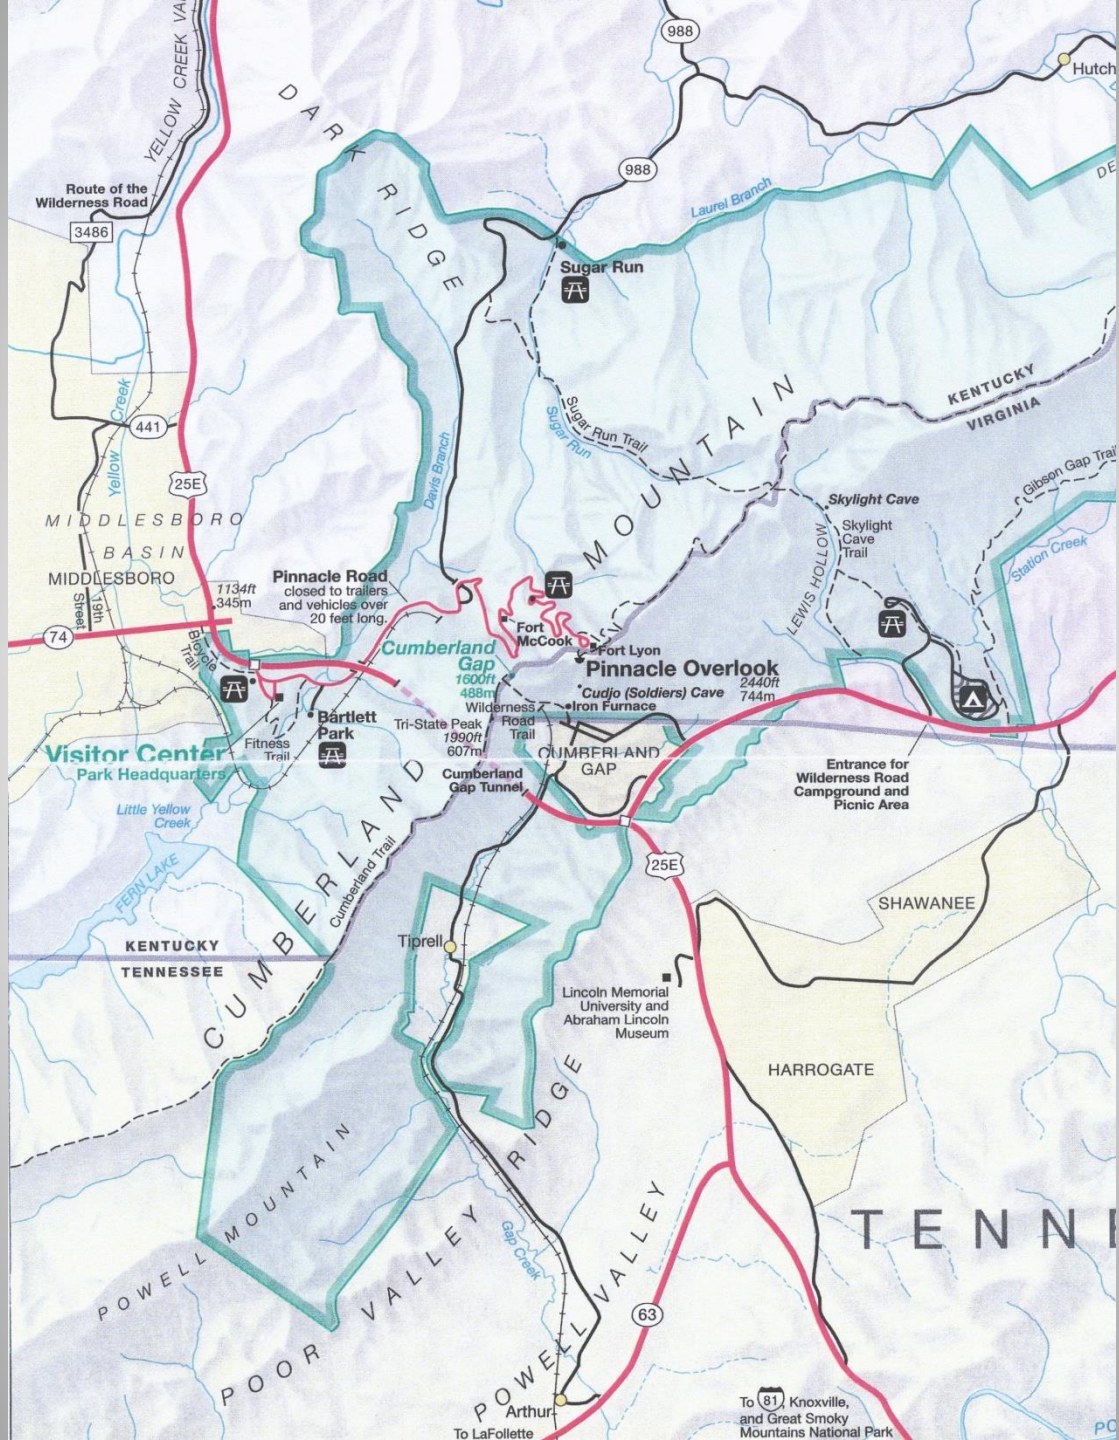 YELLOW CREEK VA
988
Hutch
DARK RIDGE
988
Laurel Branch
DE
Route of the
Wilderness Road
3486
Sugar Run
KENTUCKY
VIRGINIA
Yellow Creek
441
Sugar Run Trail
Sugar Run
Davis Branch
25E
Gibson Gap Trai
Skylight Cave
MIDDLESBORO
BASIN
Skylight
Cave
Trail
LEWIS HOLLOW
Station Creek
MOUNTAIN
MIDDLESBORO
1134ft
345m
Pinnacle Road
closed to trailers
and vehicles over
20 feet long.
19th
Street
74
Bicycle
Trail
Fort
McCook
Fort Lyon
Cumberland
Gap
1600ft
488m
Pinnacle Overlook
2440ft
744m
Cudjo (Soldiers) Cave
Iron Furnace
Wilderness
Road
Trail
Bartlett
Park
Tri-State Peak
1990ft
607m
Fitness
Trail
CUMBERLAND
GAP
Visitor Center
Park Headquarters
Cumberland
Gap Tunnel
Entrance for
Wilderness Road
Campground and
Picnic Area
Little Yellow
Creek
FERN LAKE
Cumberland Trail
25E
SHAWANEE
KENTUCKY
TENNESSEE
Tiprell
CUMBERLAND
Lincoln Memorial
University and
Abraham Lincoln
Museum
HARROGATE
POWELL MOUNTAIN
POOR VALLEY RIDGE
Gap Creek
POWELL VALLEY
TENNE
63
Arthur
To LaFollette
To 81, Knoxville,
and Great Smoky
Mountains National Park
PO